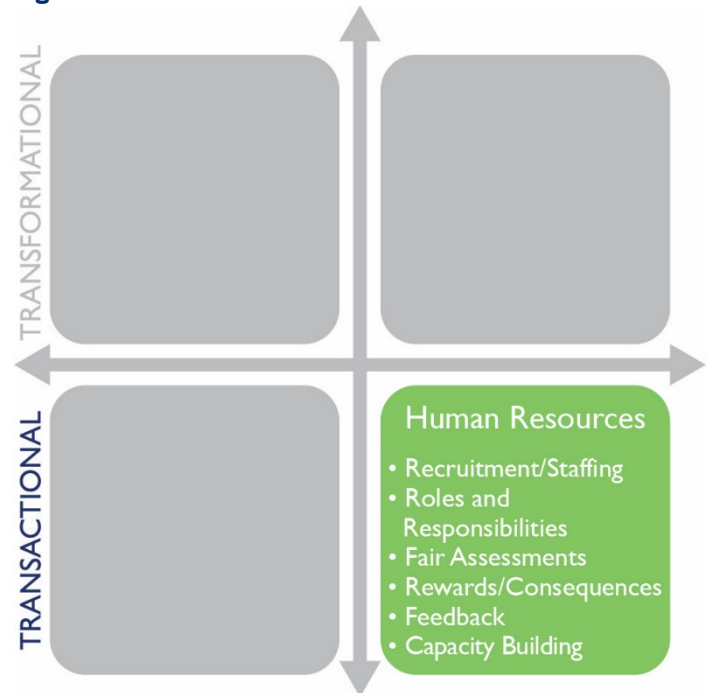 TRANSFORMATIONAL
TRANSACTIONAL
Human Resources
• Recruitment/Staffing
• Roles and
Responsibilities
• Fair Assessments
• Rewards/Consequences
• Feedback
• Capacity Building